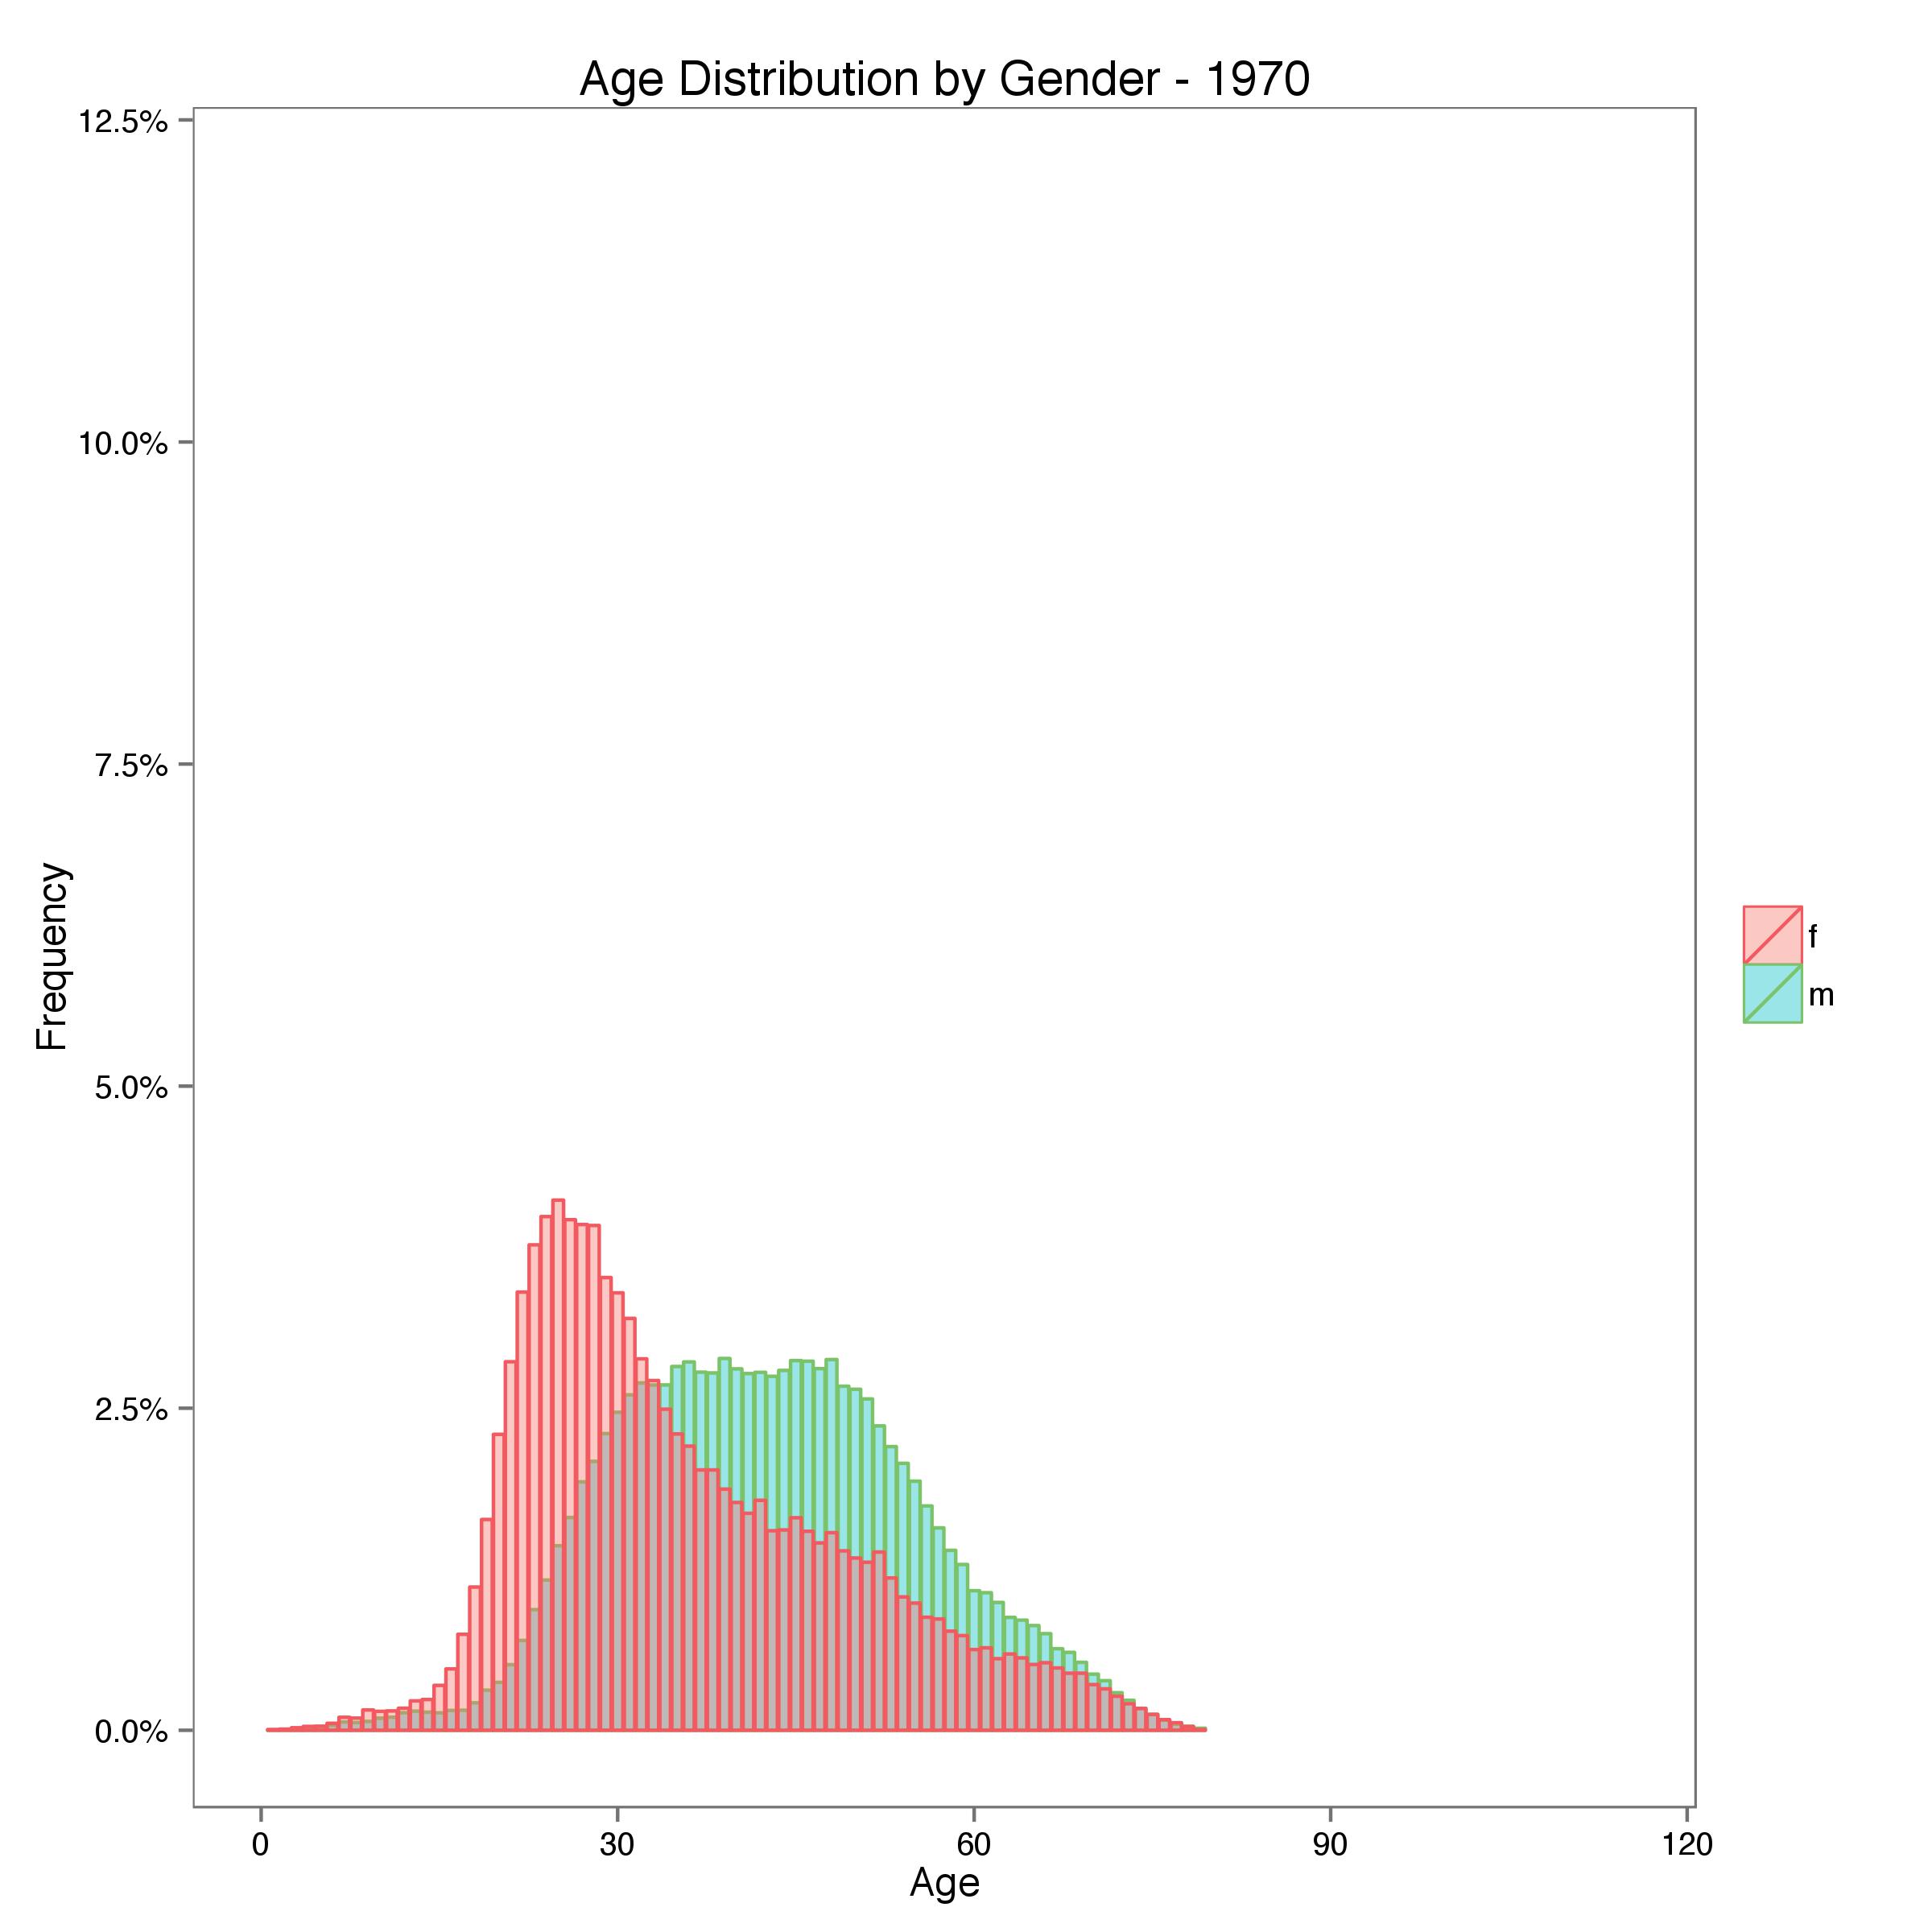 Age Distribution by Gender - 1970
12.5%
10.0%
7.5%
5.0%
2.5%
0.0%
Frequency
0 30 60 90 120
Age
f
m